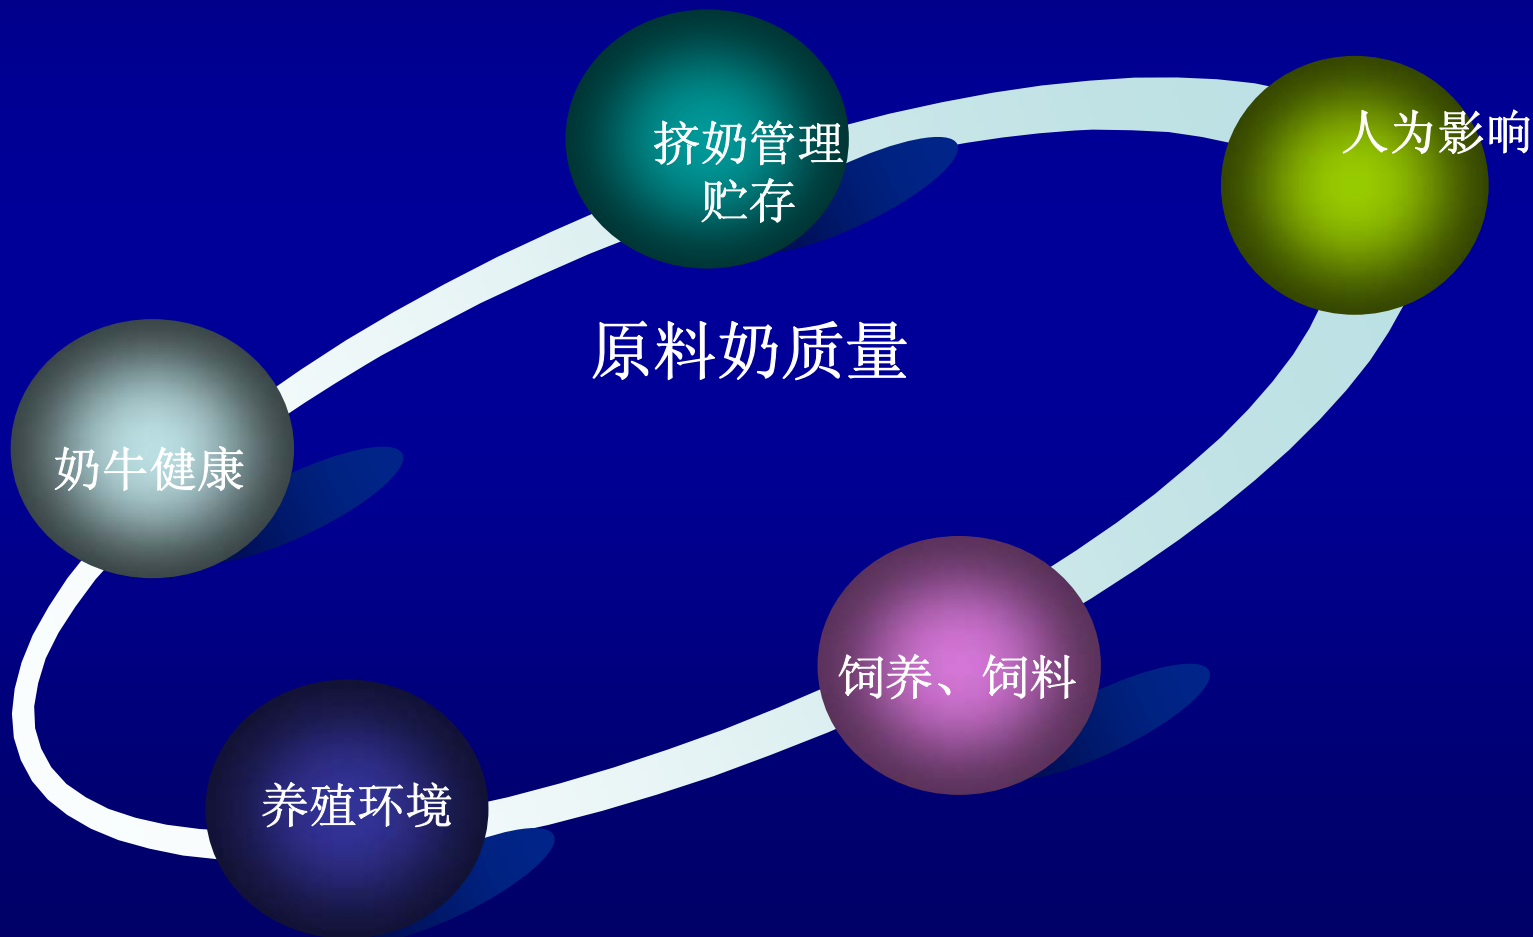 挤奶管理
贮存
人为影响
原料奶质量
奶牛健康
饲养、饲料
养殖环境